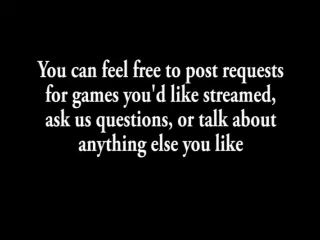 You can feel free to post requests
for games you'd like streamed,
ask us questions, or talk about
anything else you like